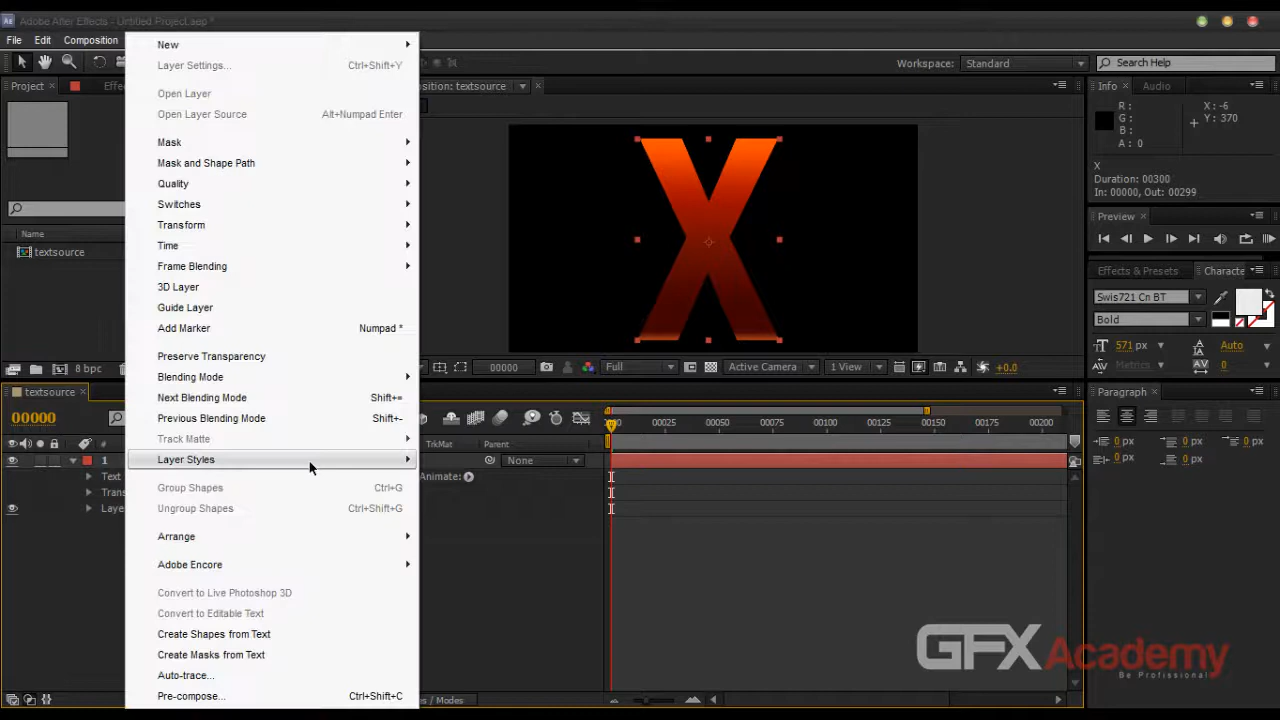 Adobe After Effects - Untitled Project.aep *
File Edit Composition
Workspace: Standard Search Help
Project Effe
position: textsource
Info Audio
R : X : -6
G : Y : 370
B :
A : 0
X
Duration: 00300
In: 00000, Out: 00299
Preview
Effects & Presets Characte
Swis721 Cn BT
Bold
571 px Auto
Metrics 0
Name
textsource
8 bpc
New
Layer Settings... Ctrl+Shift+Y
Open Layer
Open Layer Source Alt+Numpad Enter
Mask
Mask and Shape Path
Quality
Switches
Transform
Time
Frame Blending
3D Layer
Guide Layer
Add Marker Numpad *
Preserve Transparency
Blending Mode
Next Blending Mode Shift+=
Previous Blending Mode Shift+-
Track Matte
Layer Styles
Group Shapes Ctrl+G
Ungroup Shapes Ctrl+Shift+G
Arrange
Adobe Encore
Convert to Live Photoshop 3D
Convert to Editable Text
Create Shapes from Text
Create Masks from Text
Auto-trace...
Pre-compose... Ctrl+Shift+C
X
00000 Full Active Camera 1 View +0.0
textsource
00000
00025 00050 00075 00100 00125 00150 00175 00200
TrkMat Parent
1 None
Text Animate:
Trans
Laye
es / Modes
Paragraph
0 px 0 px 0 px
0 px 0 px
GFXAcademy
Be Profissional